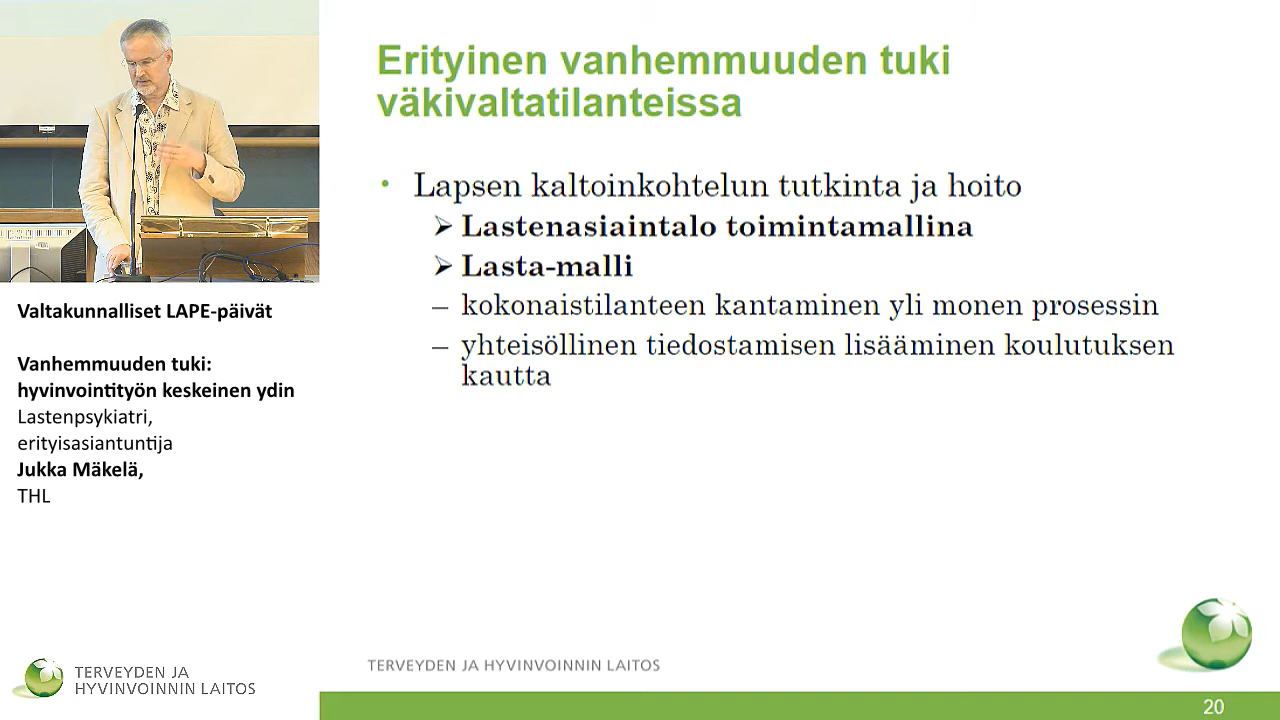 Erityinen vanhemmuuden tuki
väkivaltatilanteissa
• Lapsen kaltoinkohtelun tutkinta ja hoito
➢ Lastenasiaintalo toimintamallina
➢ Lasta-malli
– kokonaistilanteen kantaminen yli monen prosessin
– yhteisöllinen tiedostamisen lisääminen koulutuksen
kautta
Valtakunnalliset LAPE-päivät
Vanhemmuuden tuki:
hyvinvointityön keskeinen ydin
Lastenpsykiatri,
erityisasiantuntija
Jukka Mäkelä,
THL
TERVEYDEN JA
HYVINVOINNIN LAITOS
TERVEYDEN JA HYVINVOINNIN LAITOS
20